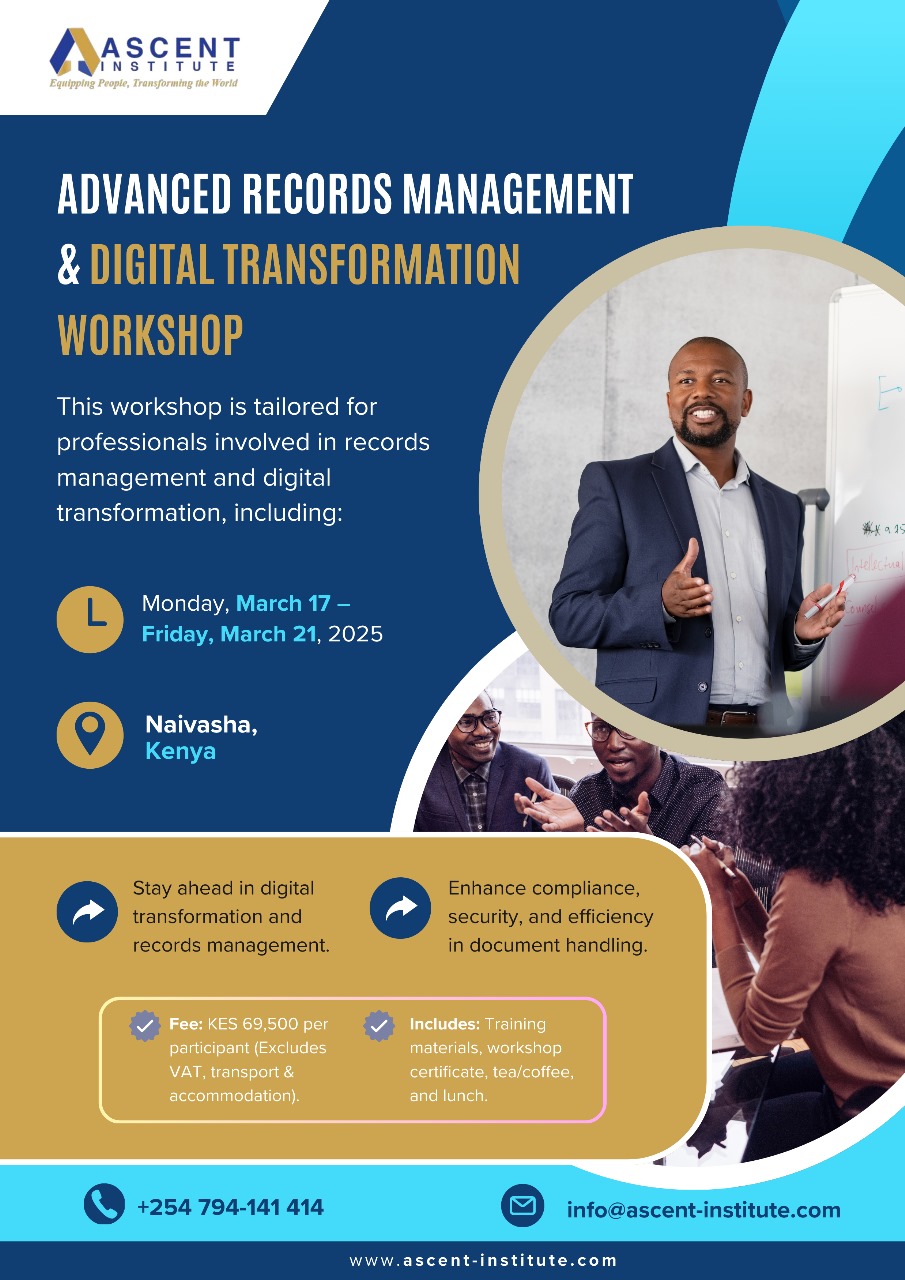 ASCENT
INSTITUTE
Equipping People, Transforming the World
ADVANCED RECORDS MANAGEMENT
& DIGITAL TRANSFORMATION
WORKSHOP
This workshop is tailored for
professionals involved in records
management and digital
transformation, including:
Monday, March 17 –
Friday, March 21, 2025
Naivasha,
Kenya
Stay ahead in digital
transformation and
records management.
Enhance compliance,
security, and efficiency
in document handling.
Fee: KES 69,500 per
participant (Excludes
VAT, transport &
accommodation).
Includes: Training
materials, workshop
certificate, tea/coffee,
and lunch.
+254 794-141 414
info@ascent-institute.com
www.ascent-institute.com